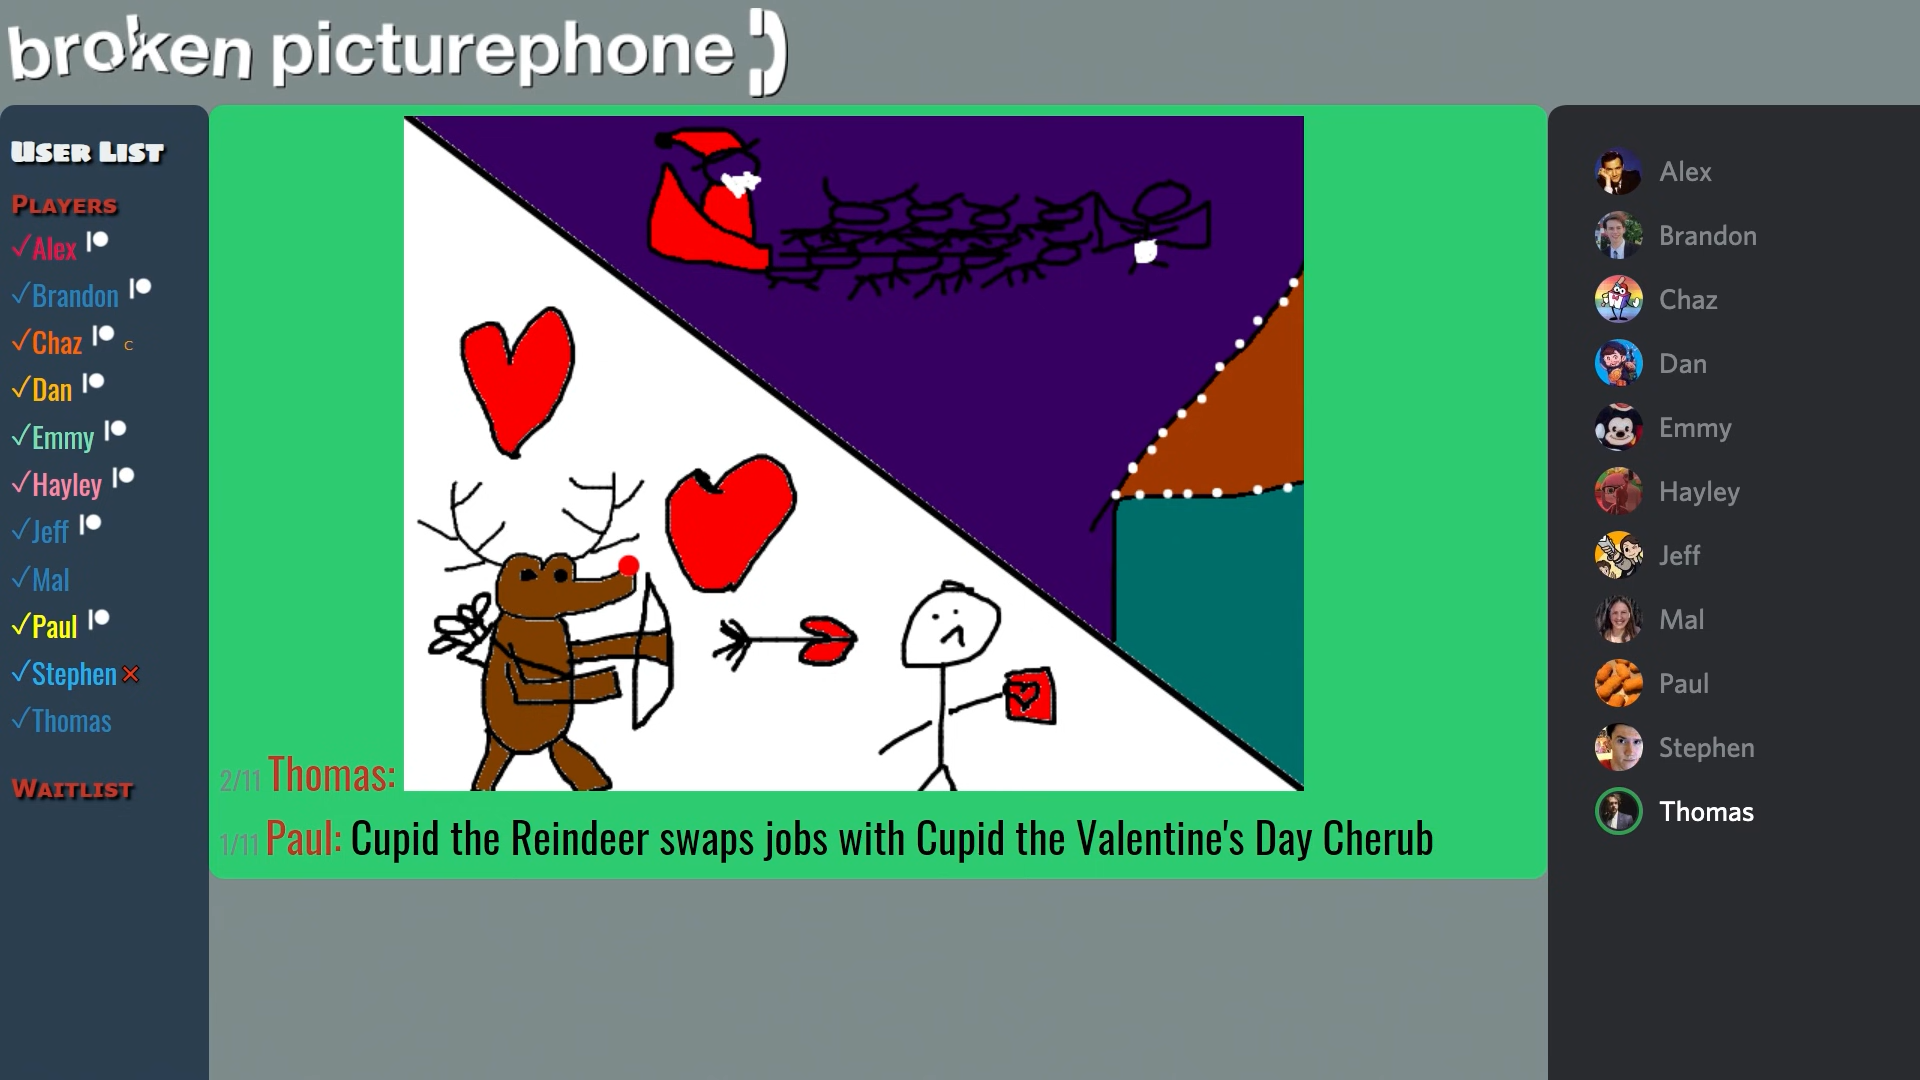 broken picturephone
User List
Players
✓Alex
✓Brandon
✓Chaz c
✓Dan
✓Emmy
✓Hayley
✓Jeff
✓Mal
✓Paul
✓Stephen ✕
✓Thomas
Waitlist
2/11 Thomas:
1/11 Paul: Cupid the Reindeer swaps jobs with Cupid the Valentine's Day Cherub
Alex
Brandon
Chaz
Dan
Emmy
Hayley
Jeff
Mal
Paul
Stephen
Thomas